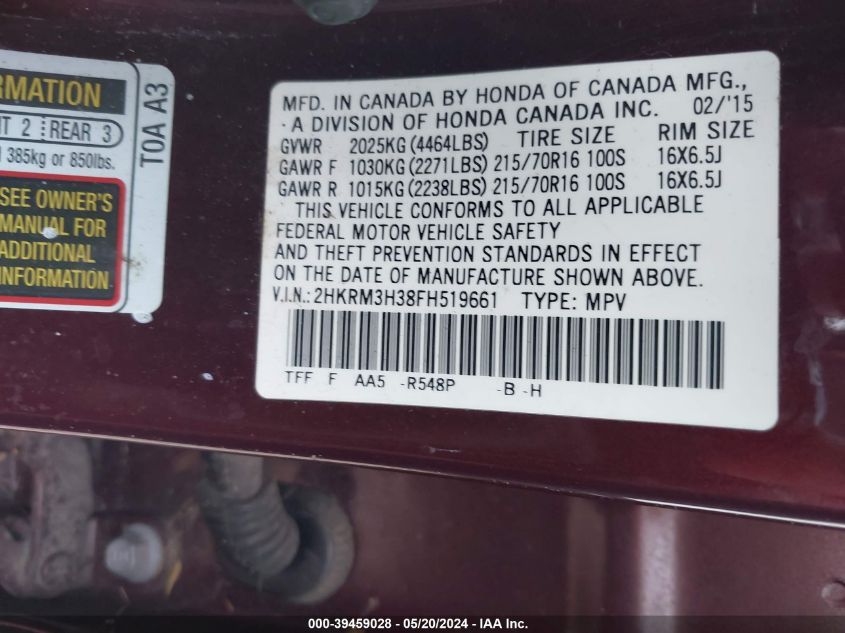 RMATION
T 2 REAR 3
385kg or 850lbs.
SEE OWNER'S
MANUAL FOR
ADDITIONAL
INFORMATION
T0A A3
MFD. IN CANADA BY HONDA OF CANADA MFG.,
A DIVISION OF HONDA CANADA INC. 02/'15
GVWR 2025KG (4464LBS) TIRE SIZE RIM SIZE
GAWR F 1030KG (2271LBS) 215/70R16 100S 16X6.5J
GAWR R 1015KG (2238LBS) 215/70R16 100S 16X6.5J
THIS VEHICLE CONFORMS TO ALL APPLICABLE
FEDERAL MOTOR VEHICLE SAFETY
AND THEFT PREVENTION STANDARDS IN EFFECT
ON THE DATE OF MANUFACTURE SHOWN ABOVE.
V.I.N.: 2HKRM3H38FH519661 TYPE: MPV
TFF F AA5 -R548P -B -H
000-39459028 - 05/20/2024 - IAA Inc.